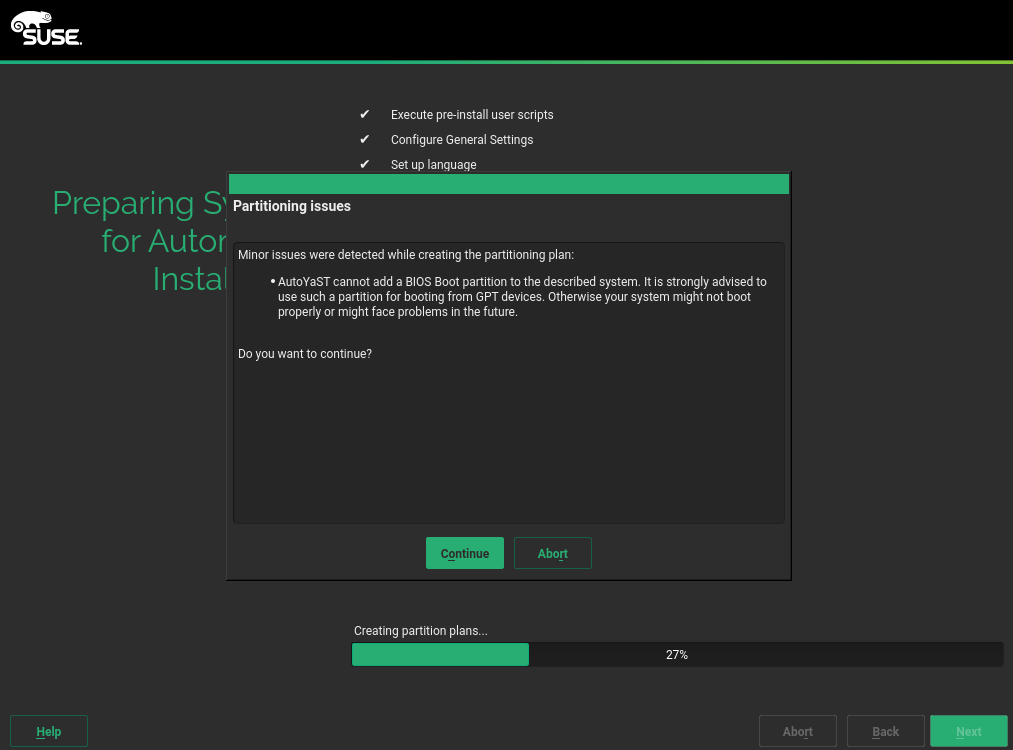 SUSE.
✔ Execute pre-install user scripts
✔ Configure General Settings
✔ Set up language
Preparing Sy
for Autor
Instal
Partitioning issues
Minor issues were detected while creating the partitioning plan:
• AutoYaST cannot add a BIOS Boot partition to the described system. It is strongly advised to
use such a partition for booting from GPT devices. Otherwise your system might not boot
properly or might face problems in the future.
Do you want to continue?
Continue Abort
Creating partition plans...
27%
Help Abort Back Next